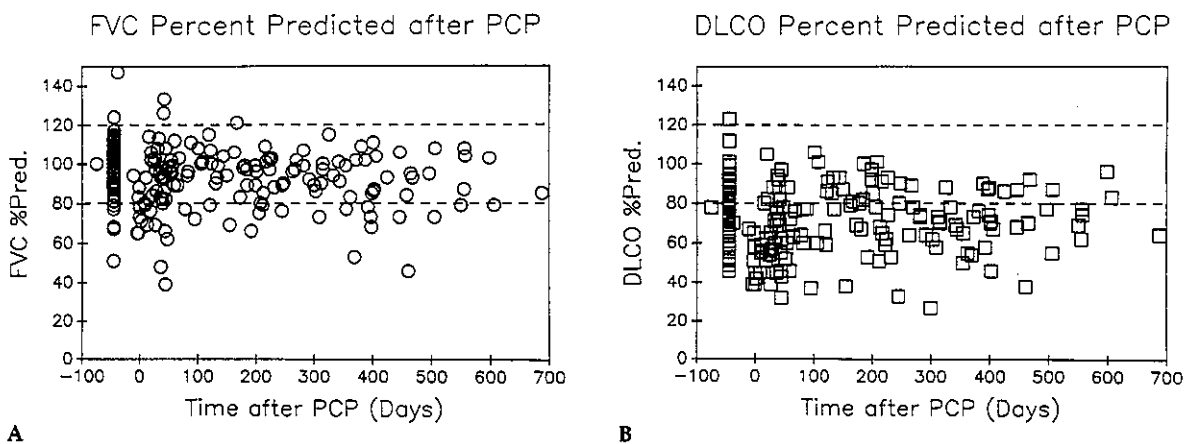 FVC Percent Predicted after PCP
FVC %Pred.
140
120
100
80
60
40
20
0
−100 0 100 200 300 400 500 600 700
Time after PCP (Days)
A
DLCO Percent Predicted after PCP
DLCO %Pred.
140
120
100
80
60
40
20
0
−100 0 100 200 300 400 500 600 700
Time after PCP (Days)
B